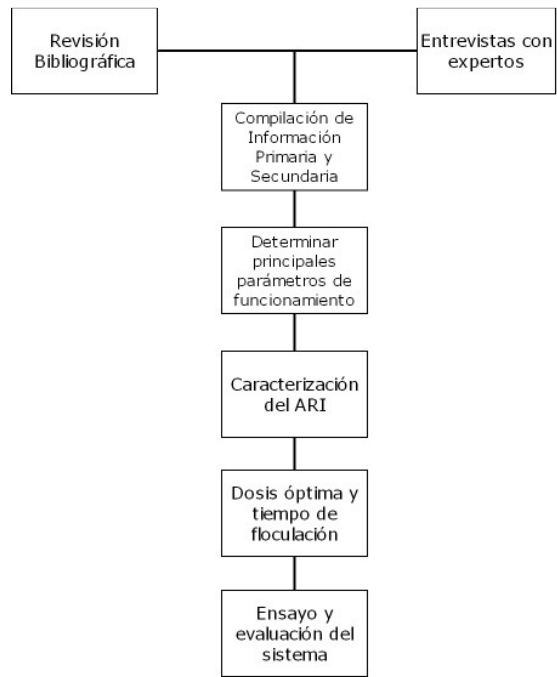 Revisión
Bibliográfica
Entrevistas con
expertos
Compilación de
Información
Primaria y
Secundaria
Determinar
principales
parámetros de
funcionamiento
Caracterización
del ARI
Dosis óptima y
tiempo de
floculación
Ensayo y
evaluación del
sistema